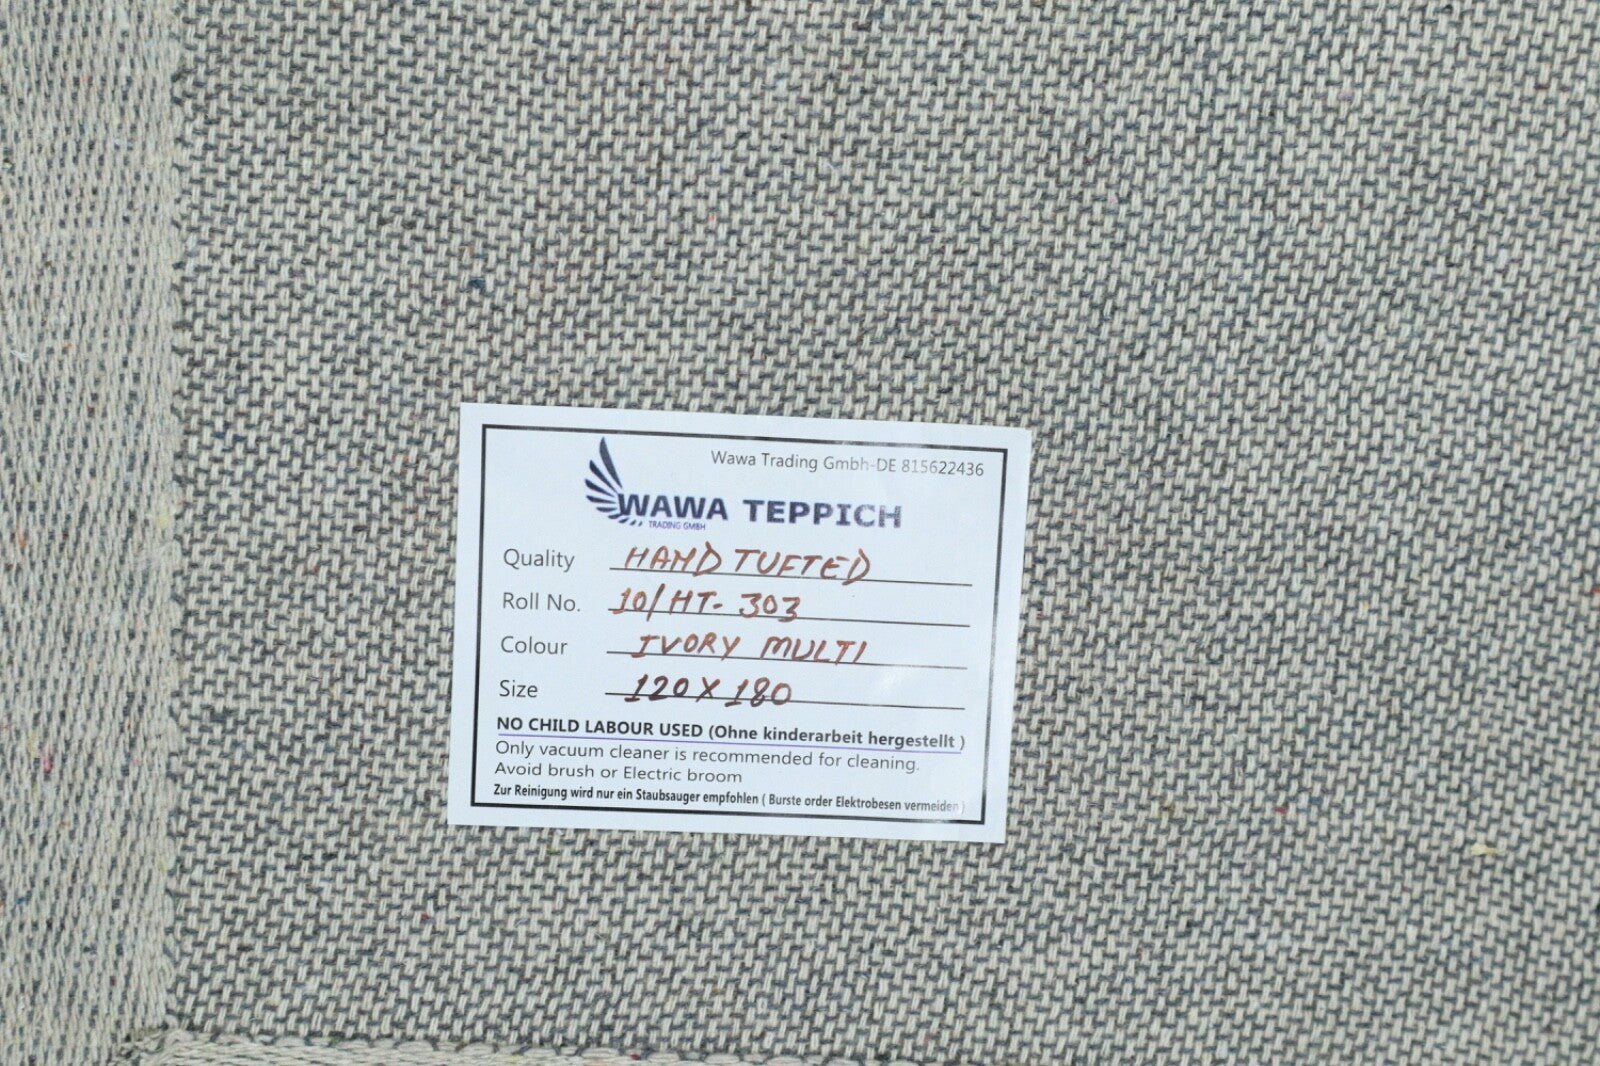 Wawa Trading Gmbh-DE 815622436
WAWA TEPPICH
TRADING GMBH
Quality HAND TUFTED
Roll No. 10/HT- 303
Colour IVORY MULTI
Size 120 X 180
NO CHILD LABOUR USED (Ohne kinderarbeit hergestellt )
Only vacuum cleaner is recommended for cleaning.
Avoid brush or Electric broom
Zur Reinigung wird nur ein Staubsauger empfohlen ( Burste order Elektrobesen vermeiden )